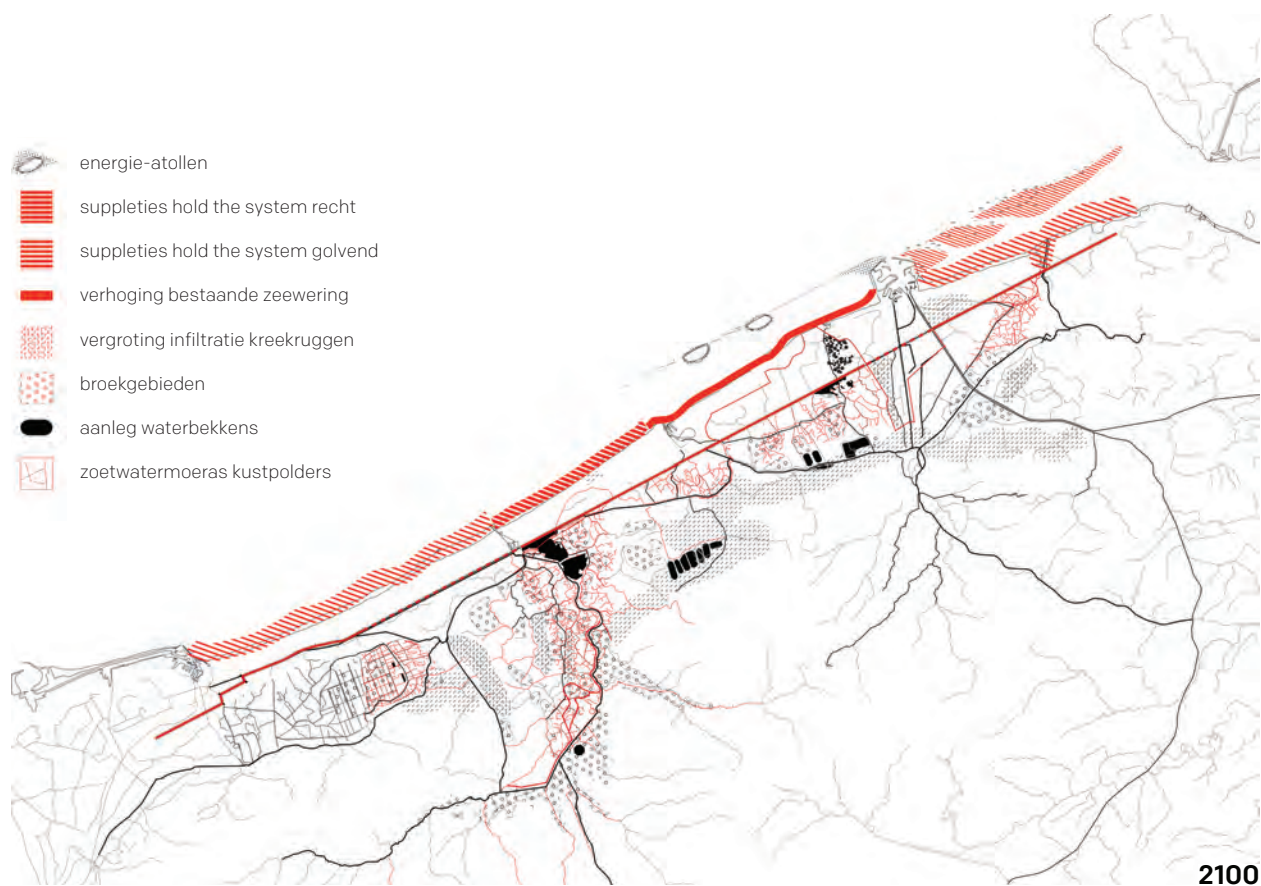 energie-atollen
suppleties hold the system recht
suppleties hold the system golvend
verhoging bestaande zeewering
vergroting infiltratie kreekruggen
broekgebieden
aanleg waterbekkens
zoetwatermoeras kustpolders
2100